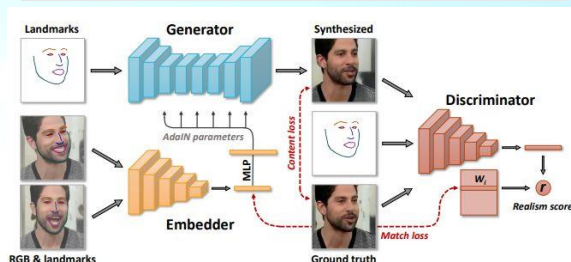 Landmarks
Generator
Synthesized
Discriminator
AdaIN parameters
Content loss
MLP
W i
r
Realism score
Embedder
Match loss
RGB & landmarks
Ground truth